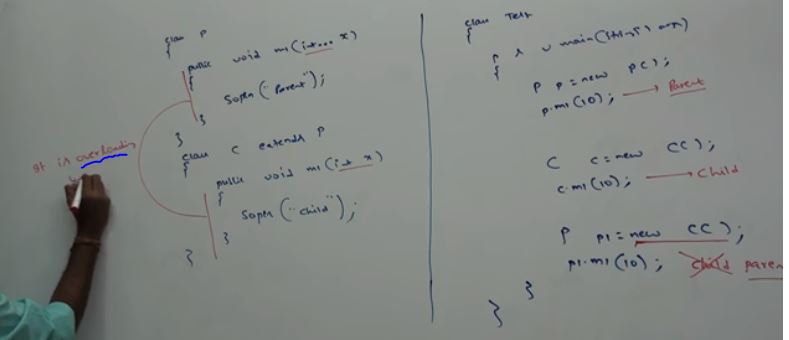 class P
{
public void m1(int... x)
{
sopln("Parent");
}
}
class C extends P
{
public void m1(int x)
{
sopln("child");
}
}
It is overloading
class Test
{
p s v main(String[] args)
{
P p = new P();
p.m1(10); → Parent
C c = new C();
c.m1(10); → Child
P p1 = new C();
p1.m1(10); Child paren
}
}